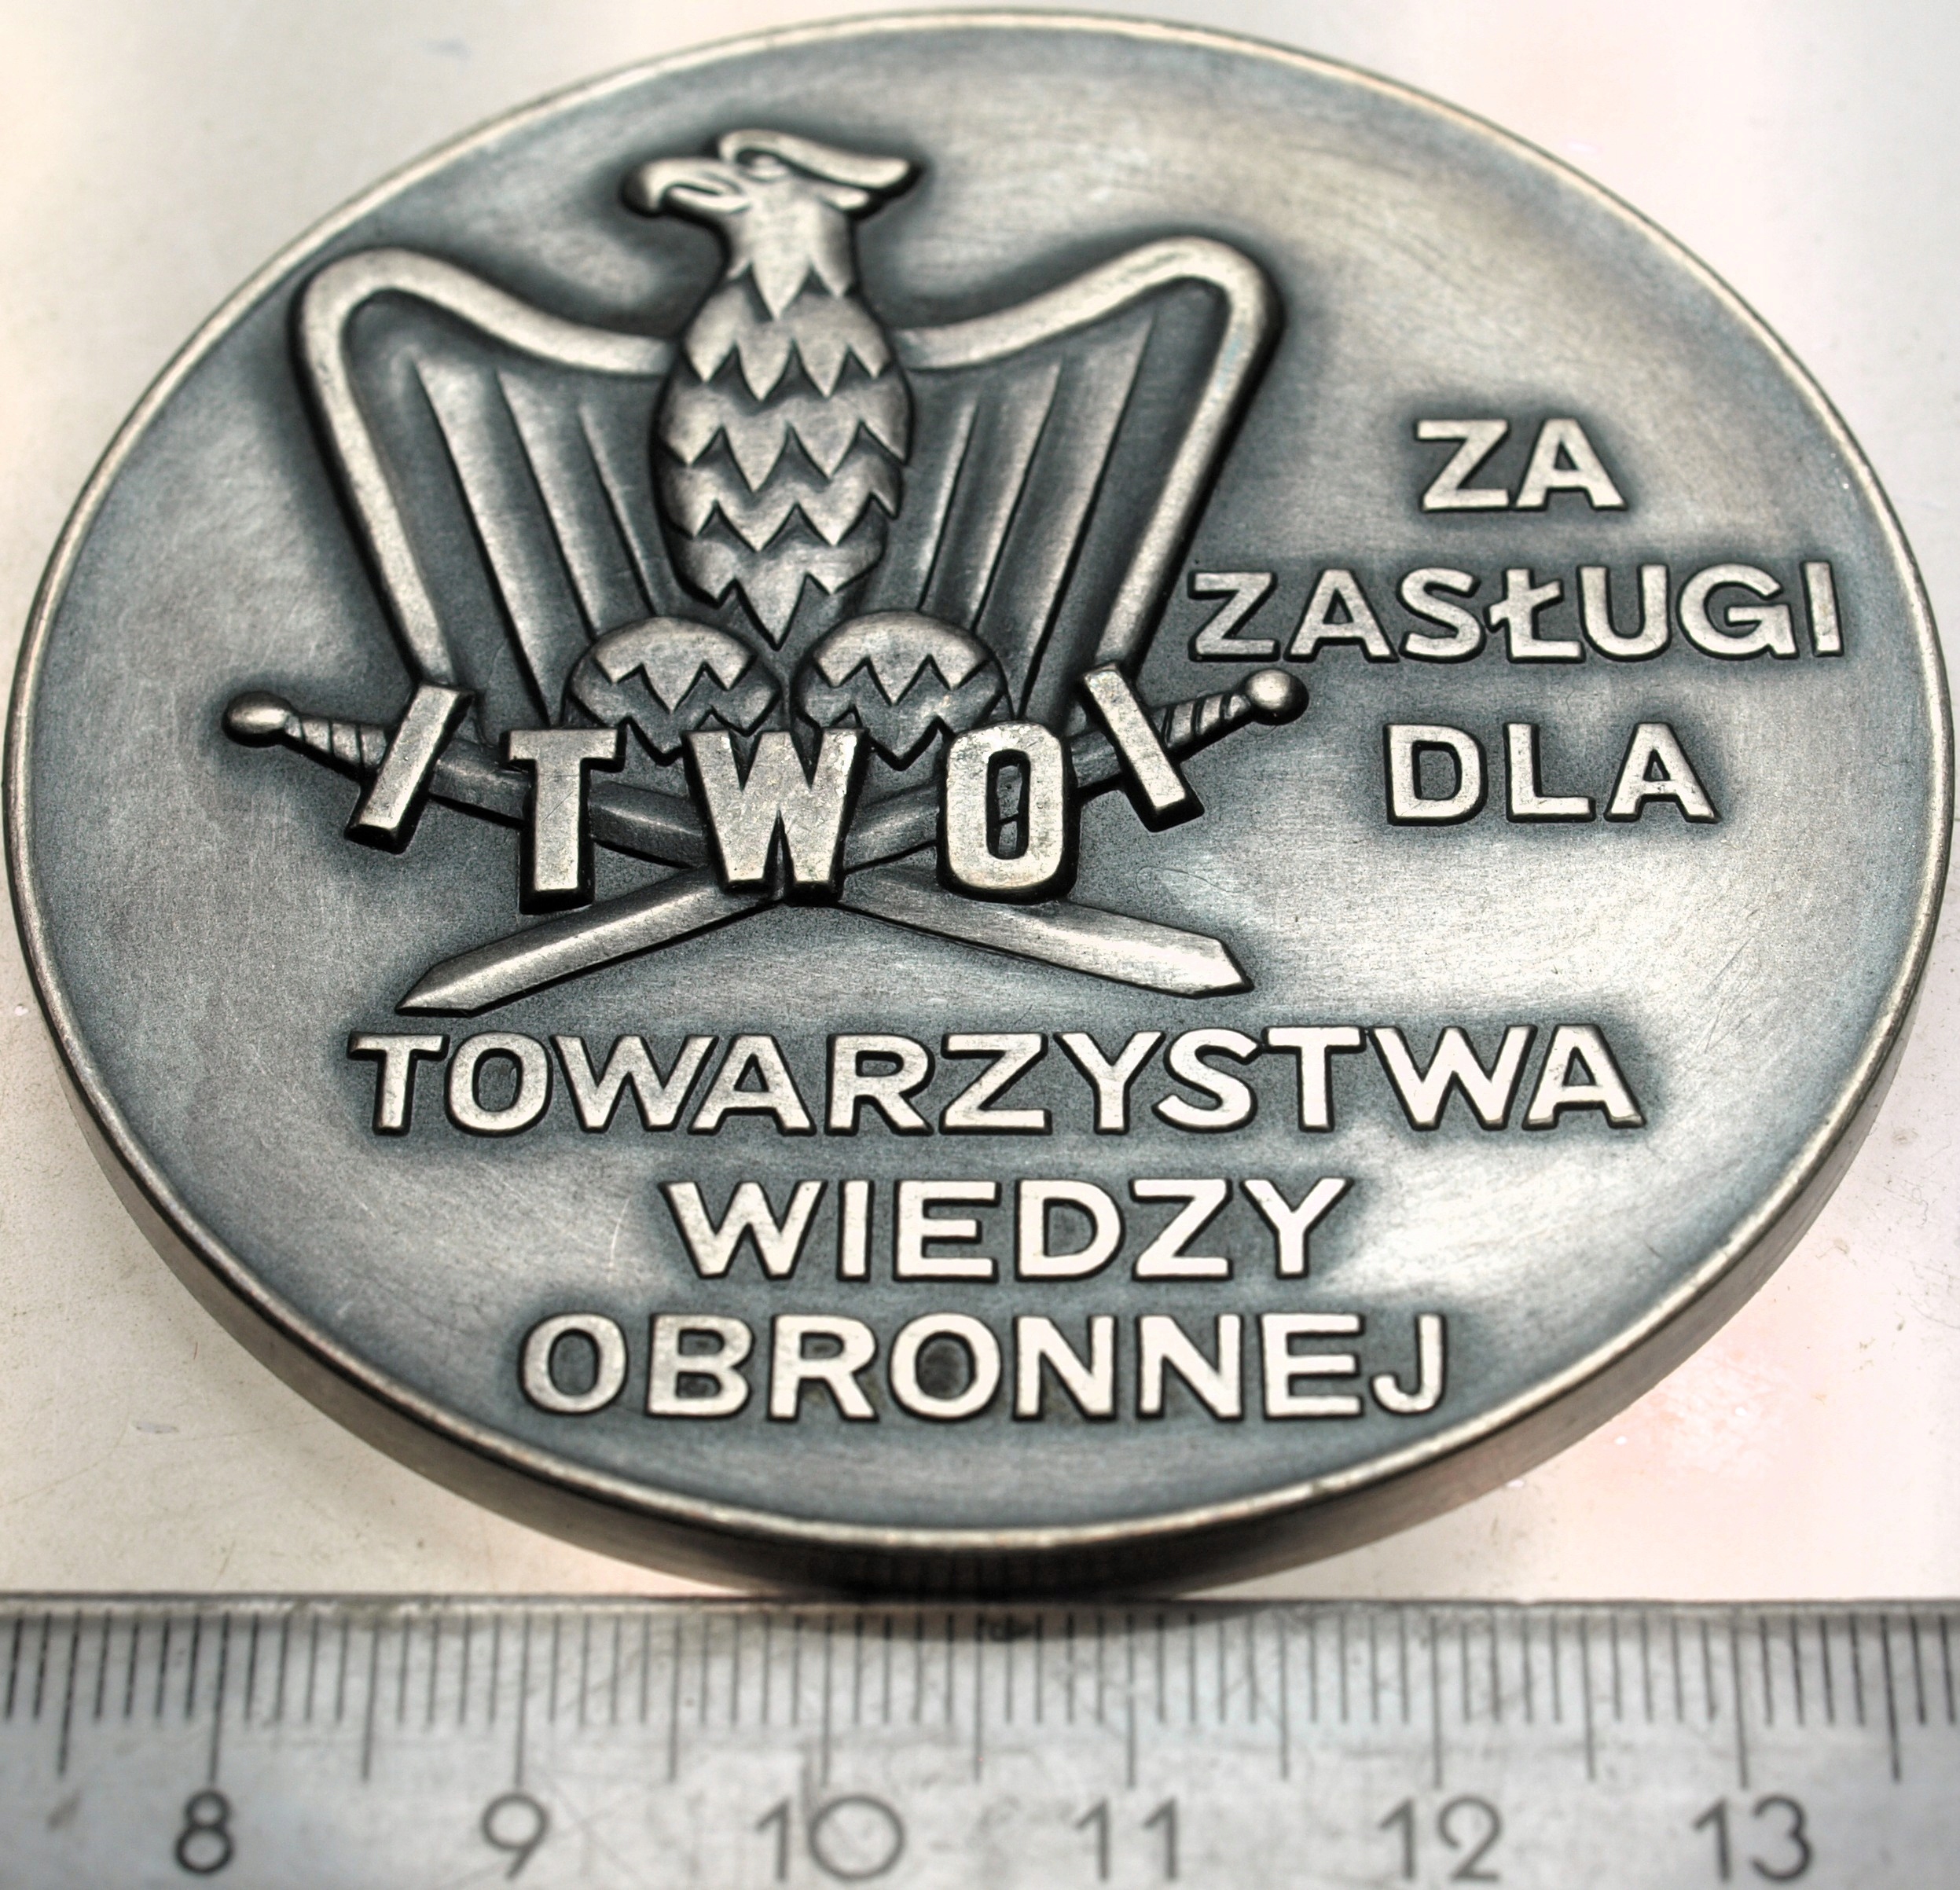 ZA
ZASŁUGI
DLA
TWO
TOWARZYSTWA
WIEDZY
OBRONNEJ
8 9 10 11 12 13